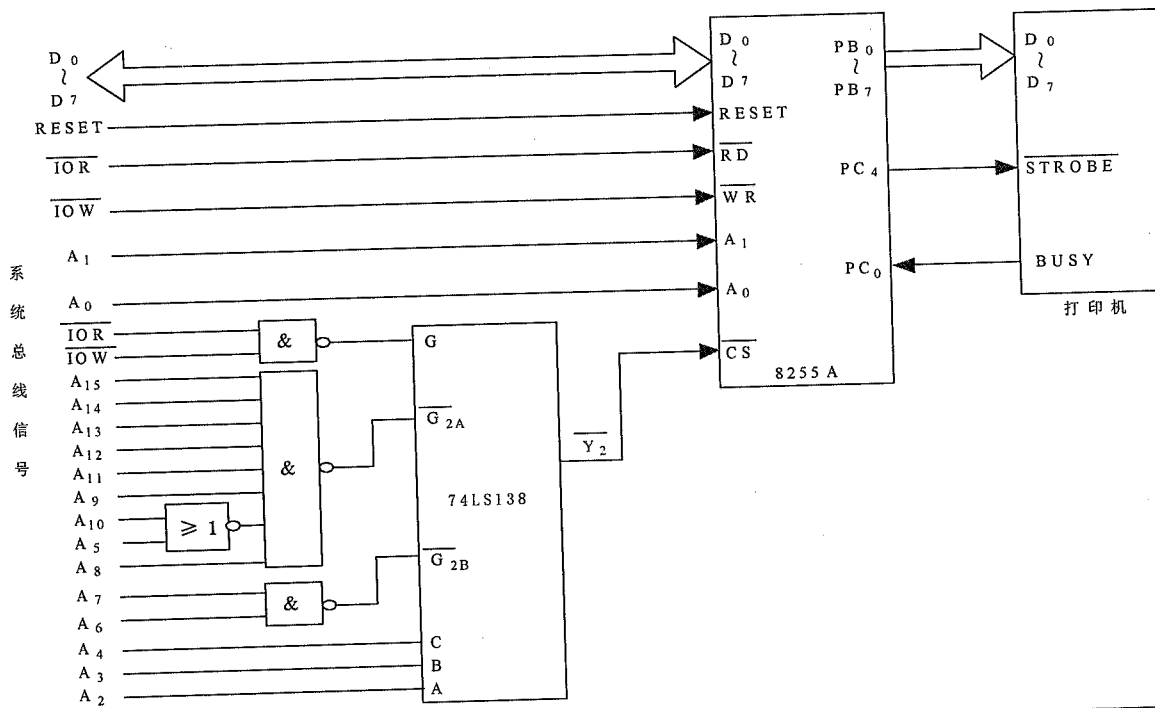 D0
~
D7
RESET
IOR
IOW
A1
A0
IOR
IOW
A15
A14
A13
A12
A11
A9
A10
A5
A8
A7
A6
A4
A3
A2
系统总线信号
&
&
≥1
&
G
G2A
74LS138
G2B
C
B
A
Y2
D0
~
D7
RESET
RD
WR
A1
A0
CS
8255A
PB0
~
PB7
PC4
PC0
D0
~
D7
STROBE
BUSY
打印机